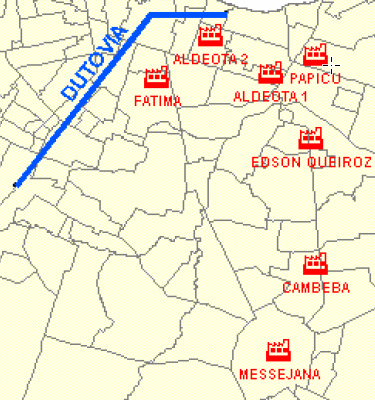 DUTOVIA
ALDEOTA 2
PAPICU
FATIMA
ALDEOTA 1
EDSON QUEIROZ
CAMBEBA
MESSEJANA